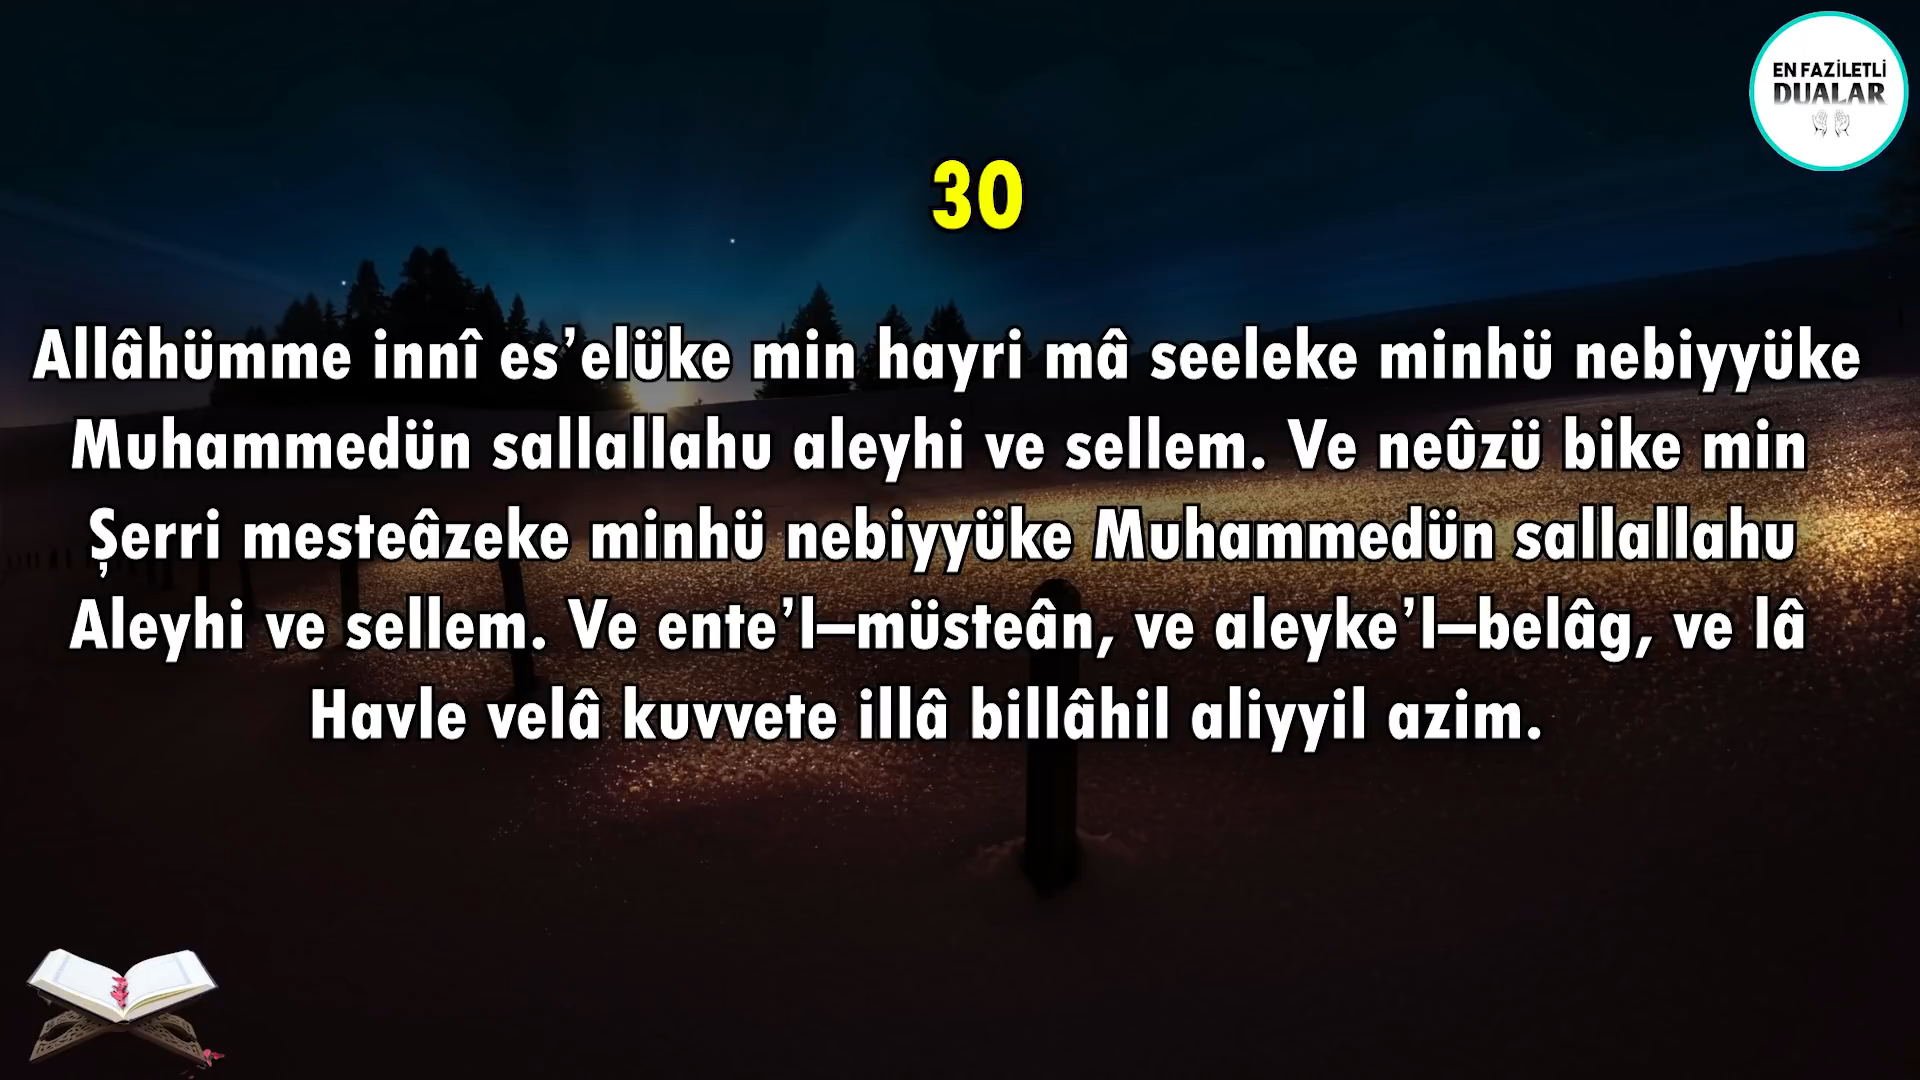 EN FAZİLETLİ
DUALAR
30
Allâhümme innî es’elüke min hayri mâ seeleke minhü nebiyyüke
Muhammedün sallallahu aleyhi ve sellem. Ve neûzü bike min
Şerri mesteâzeke minhü nebiyyüke Muhammedün sallallahu
Aleyhi ve sellem. Ve ente’l–müsteân, ve aleyke’l–belâg, ve lâ
Havle velâ kuvvete illâ billâhil aliyyil azim.